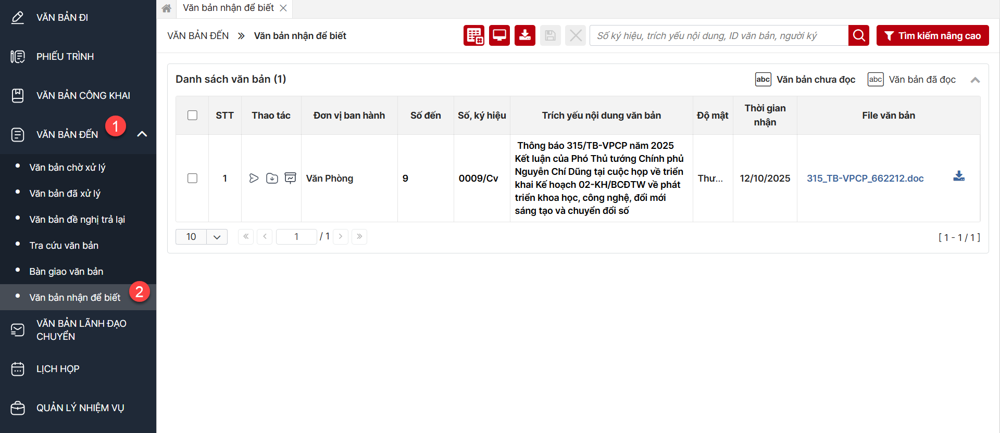 VĂN BẢN ĐI
PHIẾU TRÌNH
VĂN BẢN CÔNG KHAI
VĂN BẢN ĐẾN
1
Văn bản chờ xử lý
Văn bản đã xử lý
Văn bản đề nghị trả lại
Tra cứu văn bản
Bàn giao văn bản
Văn bản nhận để biết
2
VĂN BẢN LÃNH ĐẠO
CHUYỂN
LỊCH HỌP
QUẢN LÝ NHIỆM VỤ
Văn bản nhận để biết
VĂN BẢN ĐẾN » Văn bản nhận để biết
Số ký hiệu, trích yếu nội dung, ID văn bản, người ký
Tìm kiếm nâng cao
Danh sách văn bản (1)
abc Văn bản chưa đọc
abc Văn bản đã đọc
STT
Thao tác
Đơn vị ban hành
Số đến
Số, ký hiệu
Trích yếu nội dung văn bản
Độ mật
Thời gian
nhận
File văn bản
1
Văn Phòng
9
0009/Cv
Thông báo 315/TB-VPCP năm 2025
Kết luận của Phó Thủ tướng Chính phủ
Nguyễn Chí Dũng tại cuộc họp về triển
khai Kế hoạch 02-KH/BCĐTW về phát
triển khoa học, công nghệ, đổi mới
sáng tạo và chuyển đổi số
Thư...
12/10/2025
315_TB-VPCP_662212.doc
10
« ‹ 1 / 1 › »
[ 1 - 1 / 1 ]